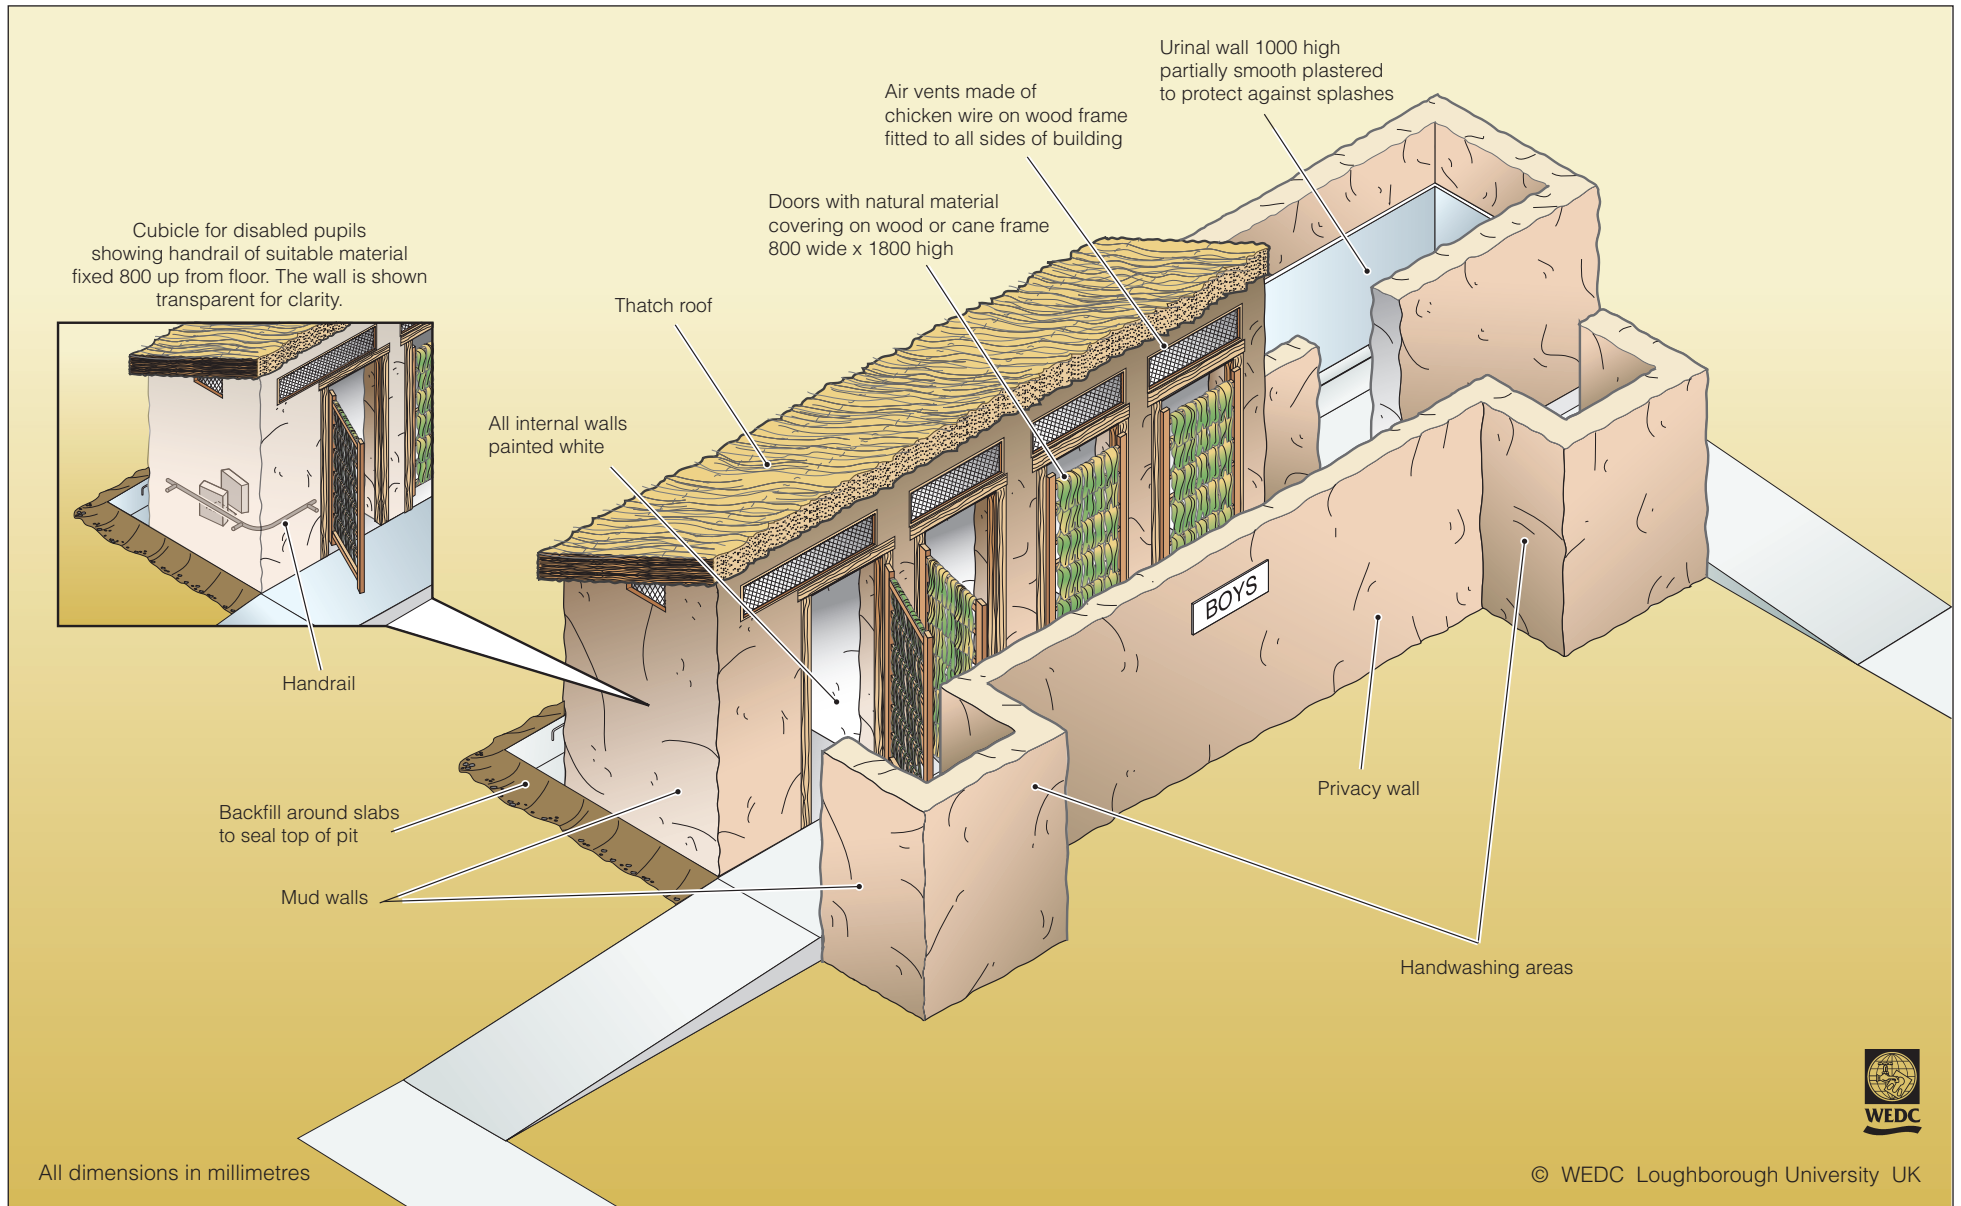 Urinal wall 1000 high
partially smooth plastered
to protect against splashes
Air vents made of
chicken wire on wood frame
fitted to all sides of building
Doors with natural material
covering on wood or cane frame
800 wide x 1800 high
Cubicle for disabled pupils
showing handrail of suitable material
fixed 800 up from floor. The wall is shown
transparent for clarity.
Thatch roof
All internal walls
painted white
Handrail
BOYS
Backfill around slabs
to seal top of pit
Privacy wall
Mud walls
Handwashing areas
WEDC
All dimensions in millimetres
© WEDC Loughborough University UK